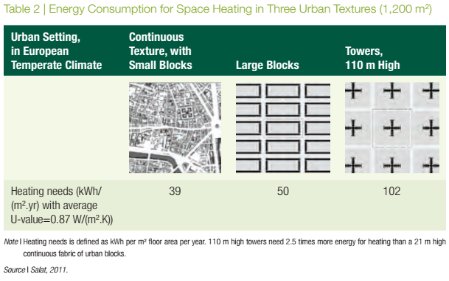 Table 2 | Energy Consumption for Space Heating in Three Urban Textures (1,200 m²)
Urban Setting, in European Temperate Climate
Continuous Texture, with Small Blocks
Large Blocks
Towers, 110 m High
Heating needs (kWh/(m².yr) with average U-value=0.87 W/(m².K))
39
50
102
Note | Heating needs is defined as kWh per m² floor area per year. 110 m high towers need 2.5 times more energy for heating than a 21 m high
continuous fabric of urban blocks.
Source | Salat, 2011.